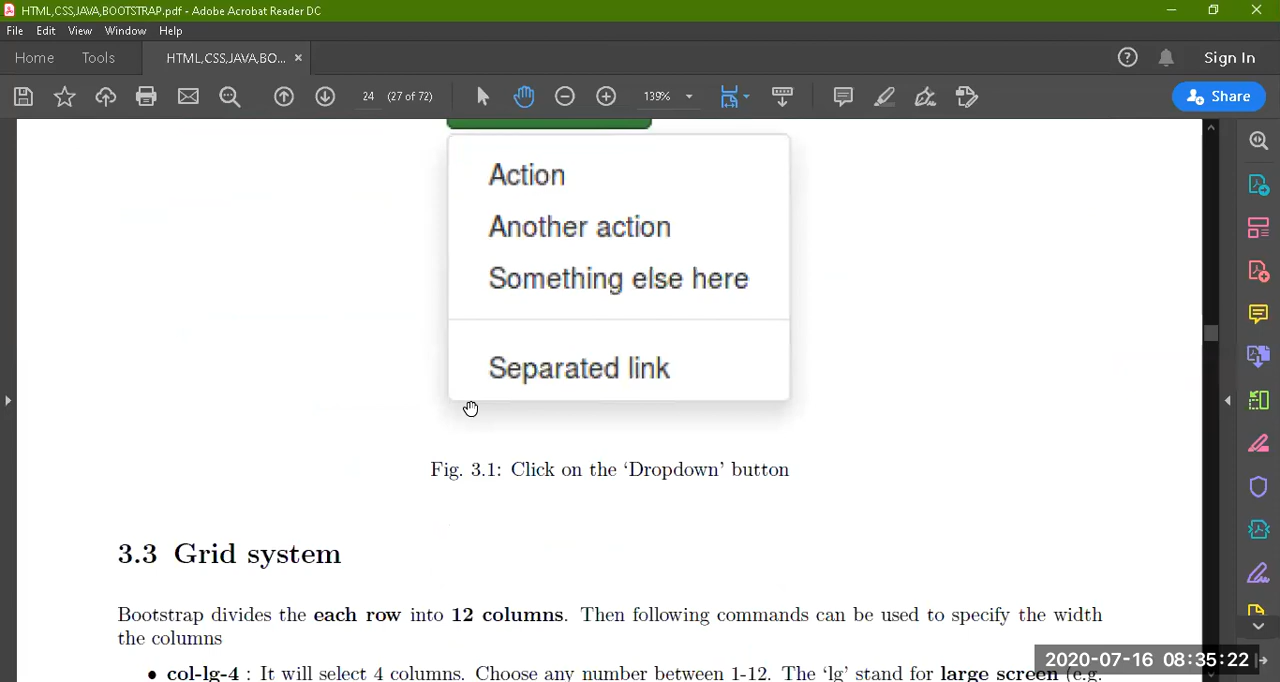 HTML,CSS,JAVA,BOOTSTRAP.pdf - Adobe Acrobat Reader DC
File Edit View Window Help
Home Tools HTML,CSS,JAVA,BO... × Sign In
24 (27 of 72) 139% Share
Action
Another action
Something else here
Separated link
Fig. 3.1: Click on the ‘Dropdown’ button
3.3 Grid system
Bootstrap divides the each row into 12 columns. Then following commands can be used to specify the width
the columns
• col-lg-4 : It will select 4 columns. Choose any number between 1-12. The ‘lg’ stand for large screen (e.g.
2020-07-16 08:35:22